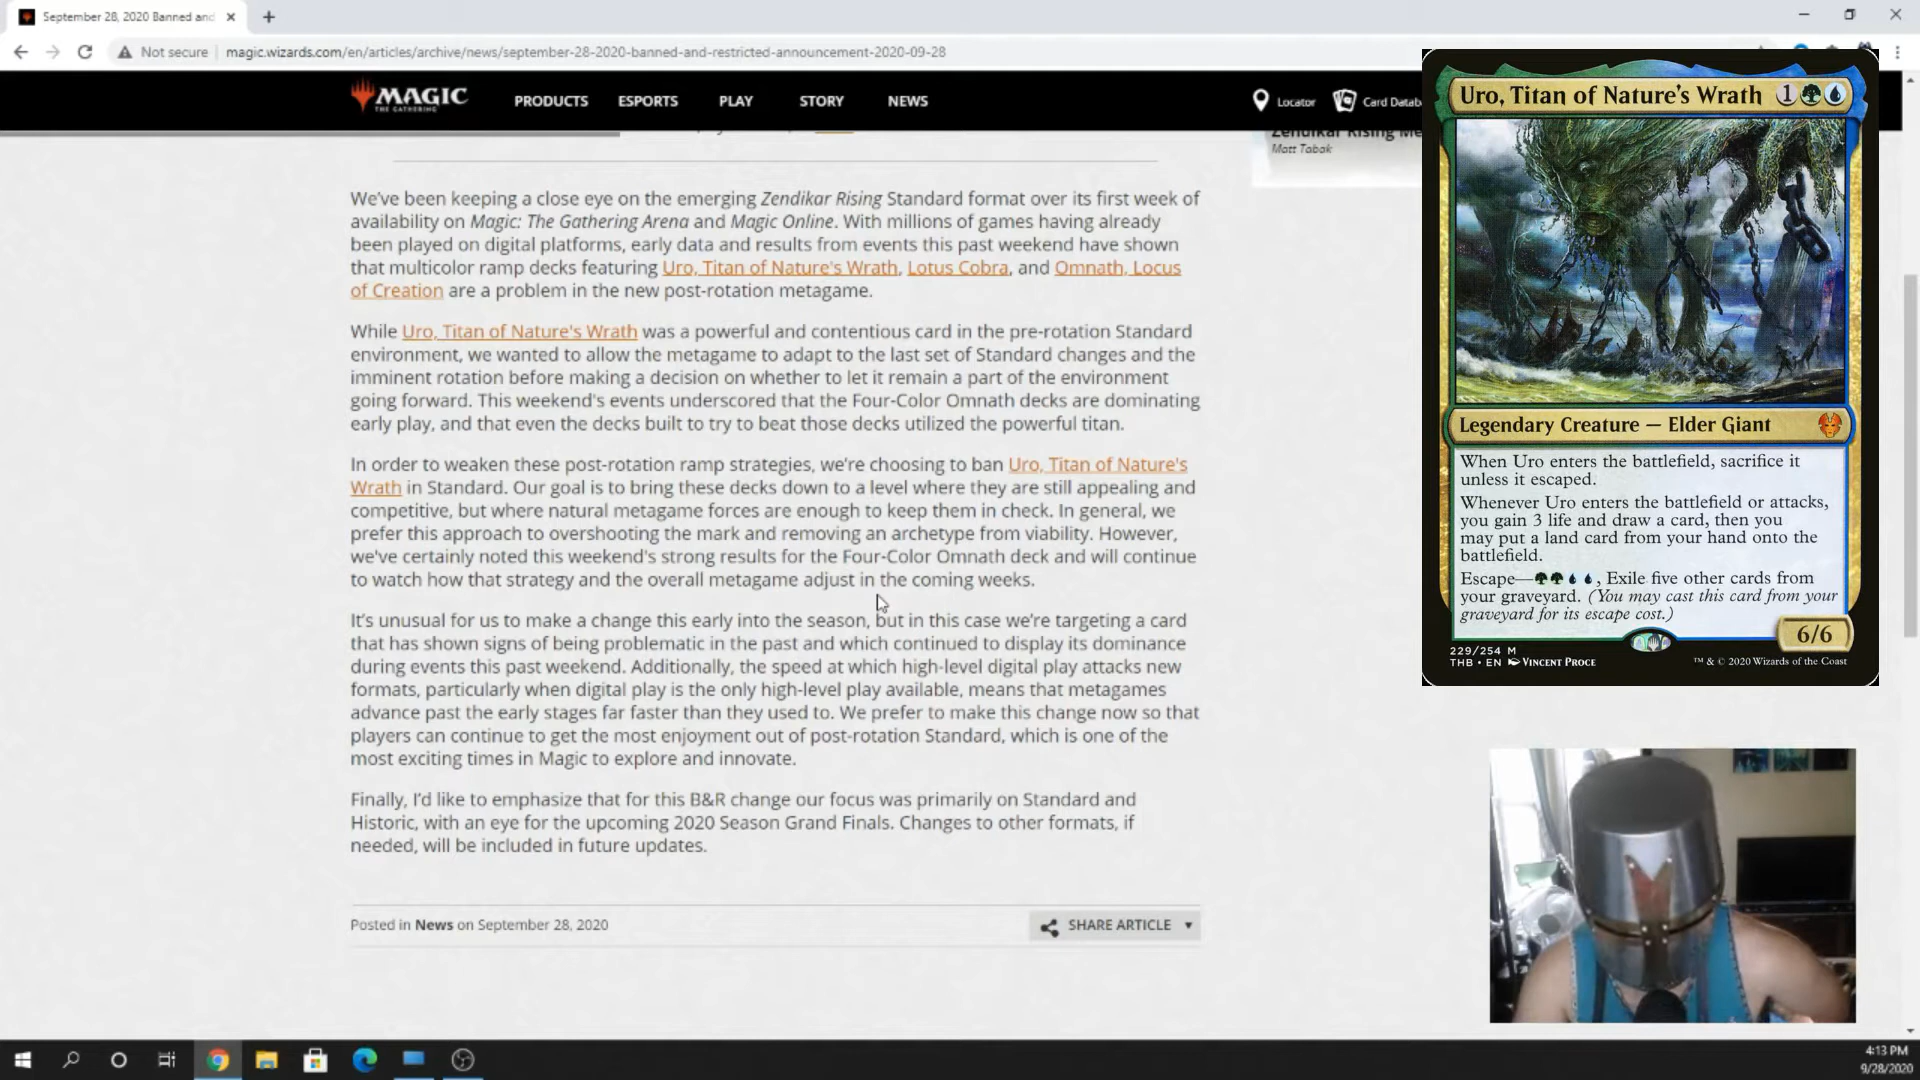 September 28, 2020 Banned and
Not secure
magic.wizards.com/en/articles/archive/news/september-28-2020-banned-and-restricted-announcement-2020-09-28
MAGIC
THE GATHERING
PRODUCTS
ESPORTS
PLAY
STORY
NEWS
Locator
Card Datab
Zendikar Rising Me
Matt Tabak
We've been keeping a close eye on the emerging Zendikar Rising Standard format over its first week of
availability on Magic: The Gathering Arena and Magic Online. With millions of games having already
been played on digital platforms, early data and results from events this past weekend have shown
that multicolor ramp decks featuring Uro, Titan of Nature's Wrath, Lotus Cobra, and Omnath, Locus
of Creation are a problem in the new post-rotation metagame.
While Uro, Titan of Nature's Wrath was a powerful and contentious card in the pre-rotation Standard
environment, we wanted to allow the metagame to adapt to the last set of Standard changes and the
imminent rotation before making a decision on whether to let it remain a part of the environment
going forward. This weekend's events underscored that the Four-Color Omnath decks are dominating
early play, and that even the decks built to try to beat those decks utilized the powerful titan.
In order to weaken these post-rotation ramp strategies, we're choosing to ban Uro, Titan of Nature's
Wrath in Standard. Our goal is to bring these decks down to a level where they are still appealing and
competitive, but where natural metagame forces are enough to keep them in check. In general, we
prefer this approach to overshooting the mark and removing an archetype from viability. However,
we've certainly noted this weekend's strong results for the Four-Color Omnath deck and will continue
to watch how that strategy and the overall metagame adjust in the coming weeks.
It's unusual for us to make a change this early into the season, but in this case we're targeting a card
that has shown signs of being problematic in the past and which continued to display its dominance
during events this past weekend. Additionally, the speed at which high-level digital play attacks new
formats, particularly when digital play is the only high-level play available, means that metagames
advance past the early stages far faster than they used to. We prefer to make this change now so that
players can continue to get the most enjoyment out of post-rotation Standard, which is one of the
most exciting times in Magic to explore and innovate.
Finally, I'd like to emphasize that for this B&R change our focus was primarily on Standard and
Historic, with an eye for the upcoming 2020 Season Grand Finals. Changes to other formats, if
needed, will be included in future updates.
Posted in News on September 28, 2020
SHARE ARTICLE
Uro, Titan of Nature's Wrath 1
Legendary Creature — Elder Giant
When Uro enters the battlefield, sacrifice it
unless it escaped.
Whenever Uro enters the battlefield or attacks,
you gain 3 life and draw a card, then you
may put a land card from your hand onto the
battlefield.
Escape— , Exile five other cards from
your graveyard. (You may cast this card from your
graveyard for its escape cost.)
6/6
229/254 M
THB • EN VINCENT PROCE
™ & © 2020 Wizards of the Coast
4:13 PM
9/28/2020